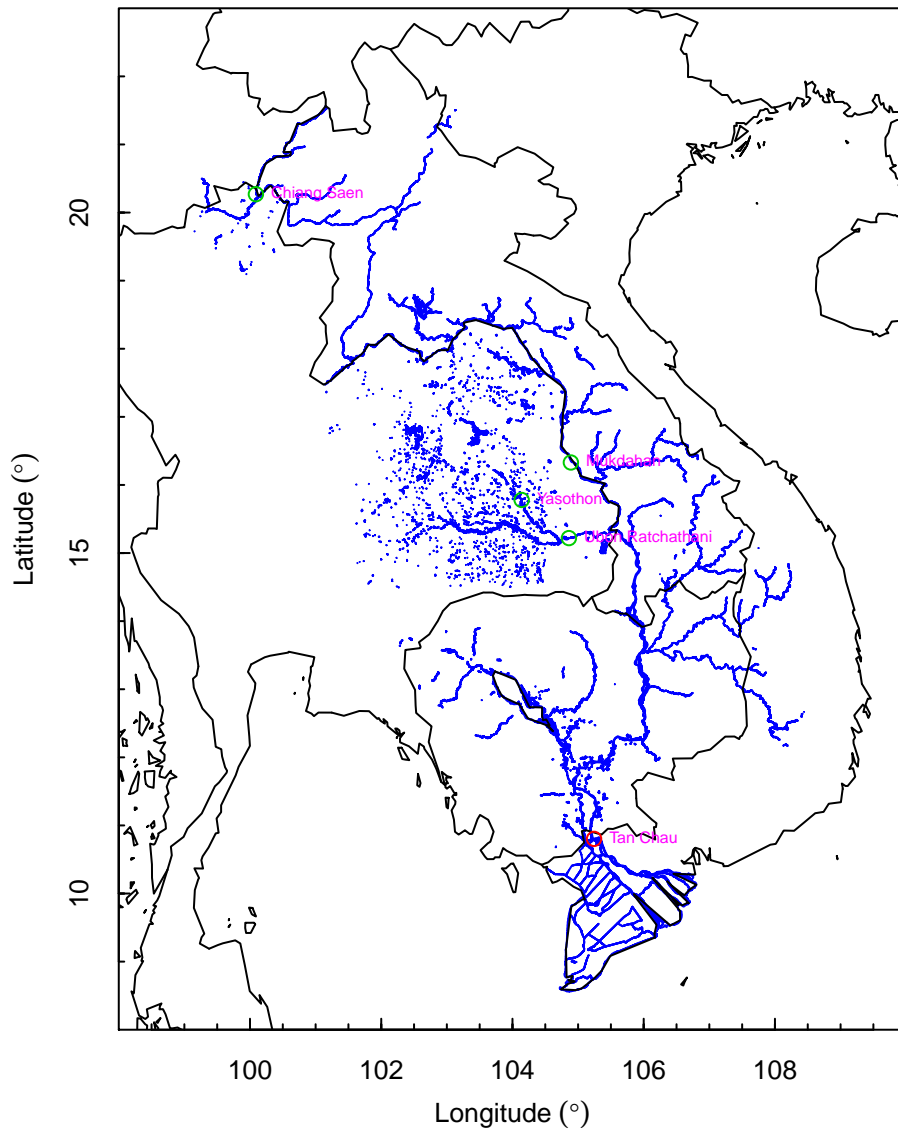 20
15
10
Latitude (°)
Chiang Saen
Mukdahan
Yasothon
Ubon Ratchathani
Tan Chau
100
102
104
106
108
Longitude (°)